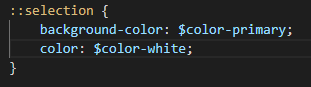 ::selection {
    background-color: $color-primary;
    color: $color-white;
}